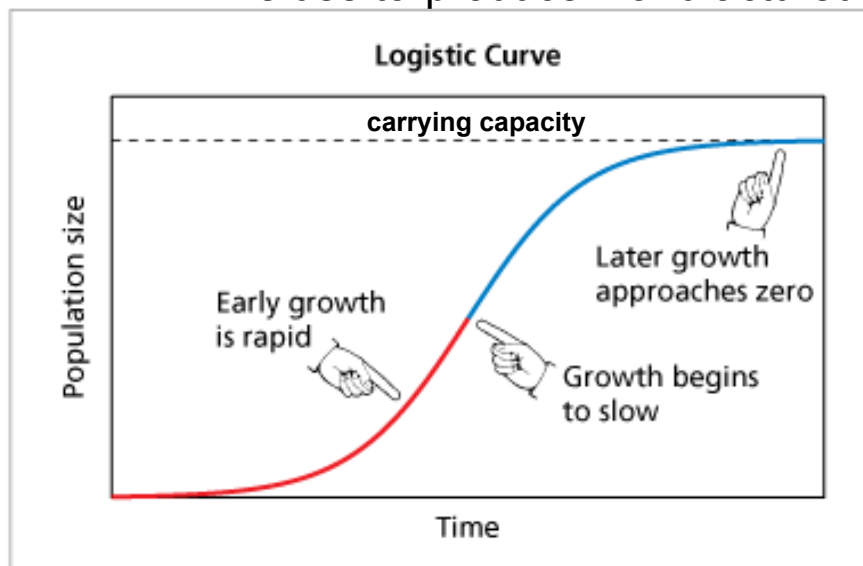 Logistic Curve
carrying capacity
Population size
Early growth
is rapid
Later growth
approaches zero
Growth begins
to slow
Time